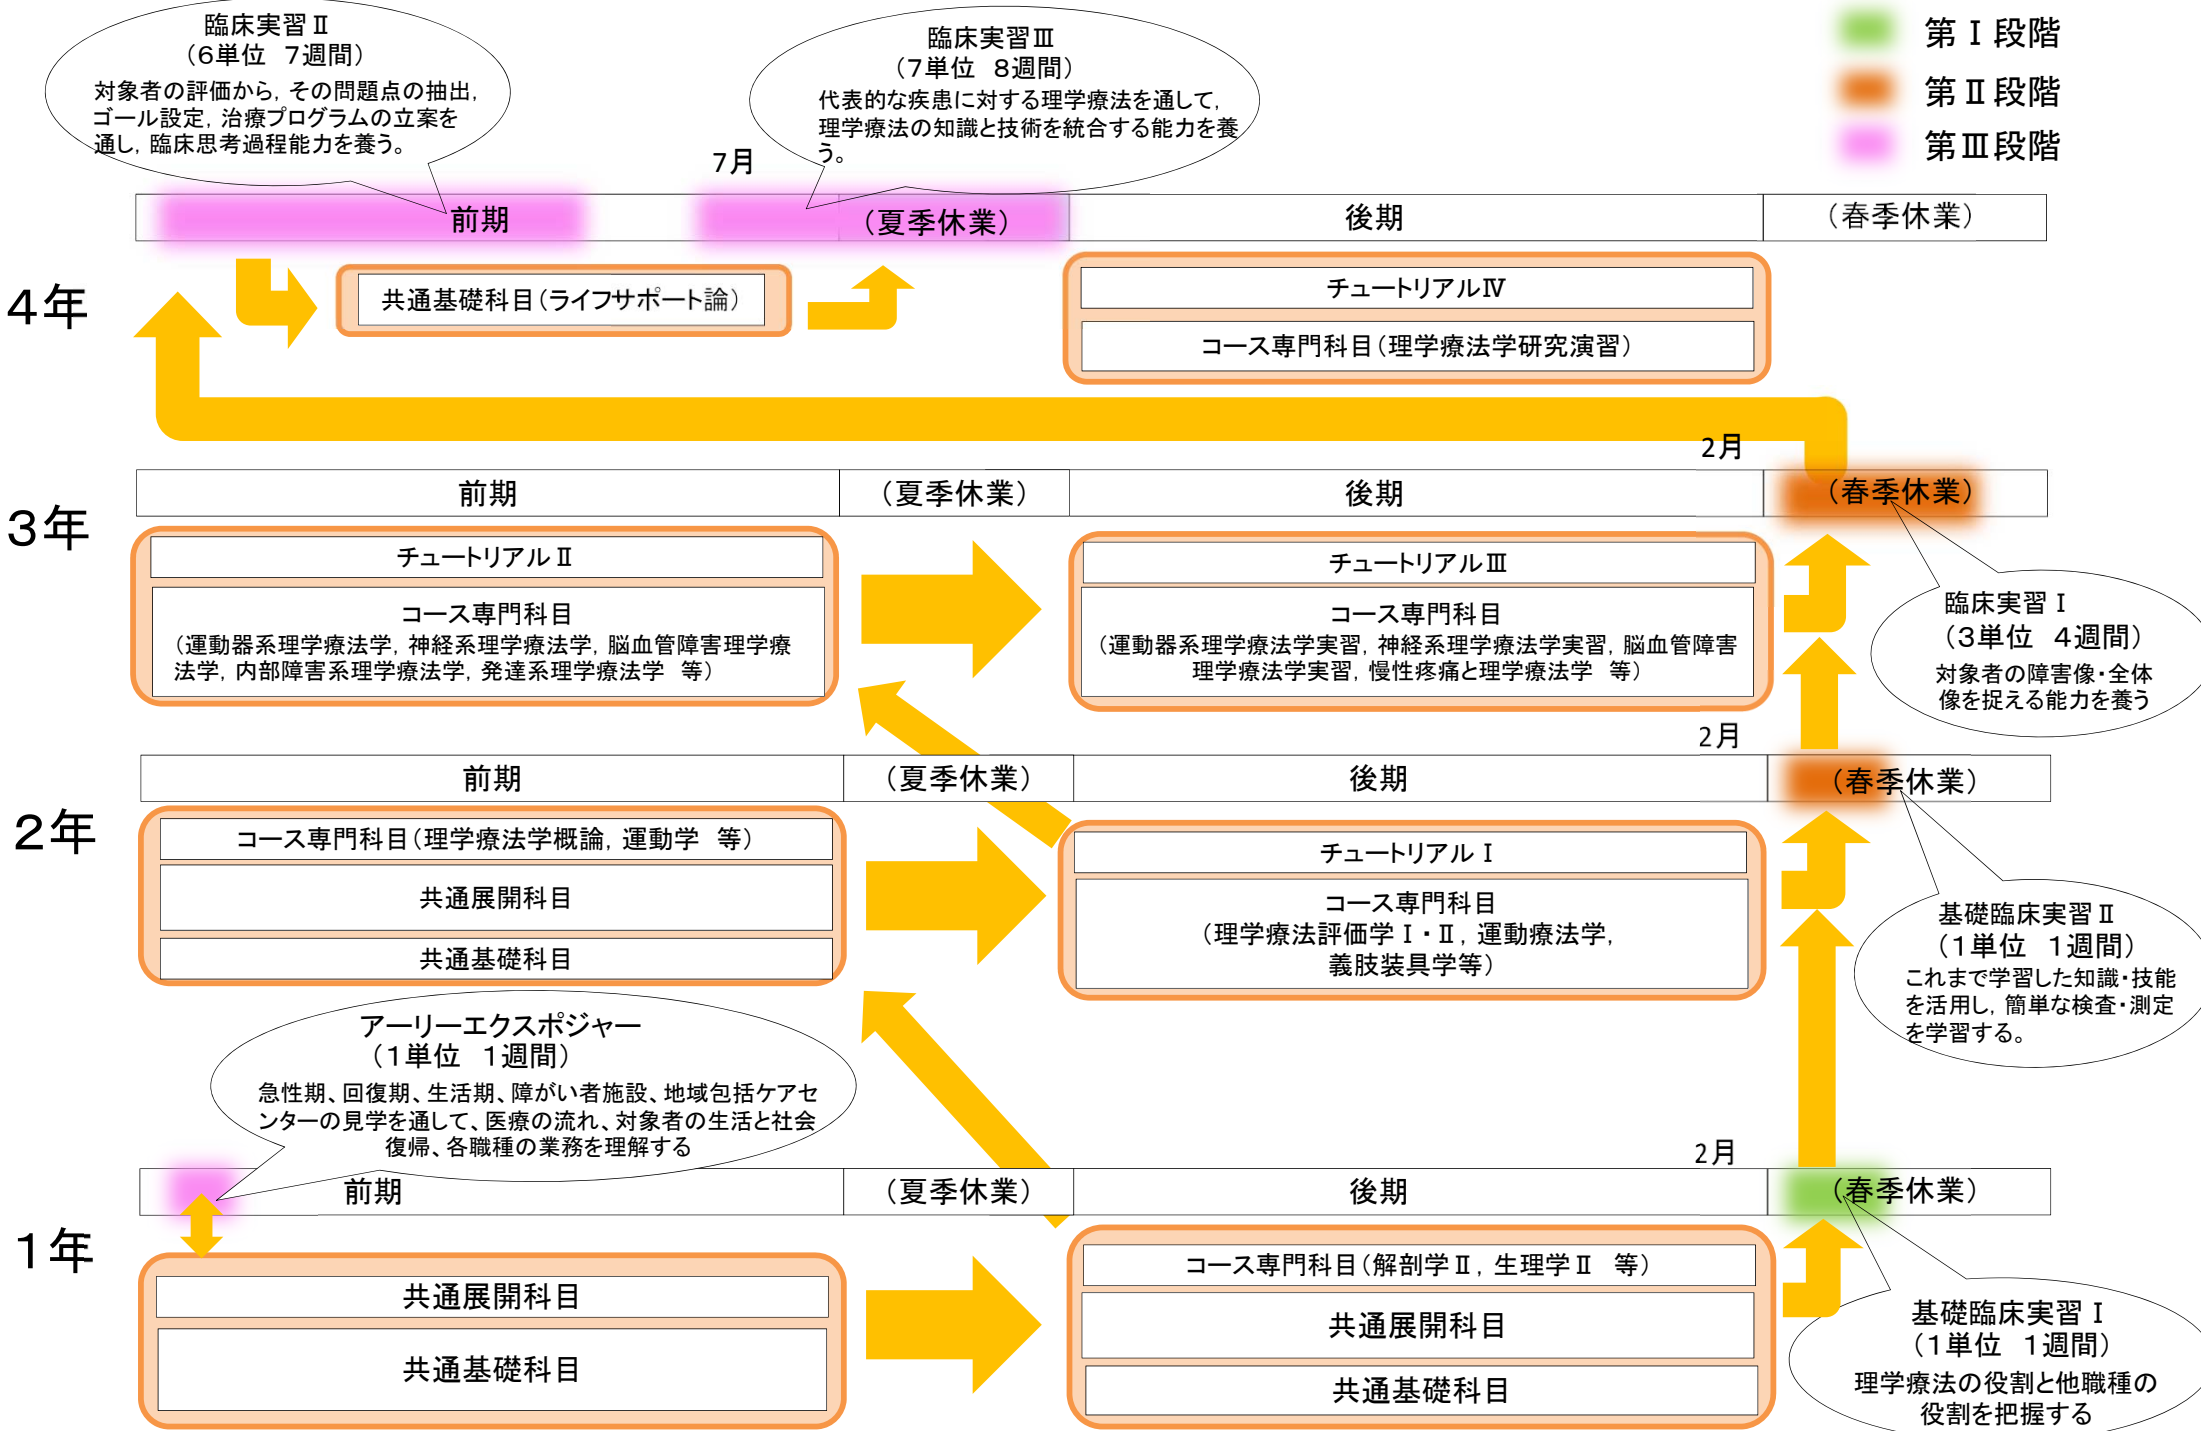 臨床実習Ⅱ
（６単位 ７週間）
対象者の評価から，その問題点の抽出，
ゴール設定，治療プログラムの立案を
通し，臨床思考過程能力を養う。
臨床実習Ⅲ
（７単位 ８週間）
代表的な疾患に対する理学療法を通して，
理学療法の知識と技術を統合する能力を養
う。
第Ⅰ段階
第Ⅱ段階
第Ⅲ段階
7月
前期
（夏季休業）
後期
（春季休業）
４年
共通基礎科目（ライフサポート論）
チュートリアルⅣ
コース専門科目（理学療法学研究演習）
2月
前期
（夏季休業）
後期
（春季休業）
３年
チュートリアルⅡ
コース専門科目
（運動器系理学療法学，神経系理学療法学，脳血管障害理学療
法学，内部障害系理学療法学，発達系理学療法学 等）
チュートリアルⅢ
コース専門科目
（運動器系理学療法学実習，神経系理学療法学実習，脳血管障害
理学療法学実習，慢性疼痛と理学療法学 等）
臨床実習Ⅰ
（３単位 ４週間）
対象者の障害像・全体
像を捉える能力を養う
2月
前期
（夏季休業）
後期
（春季休業）
２年
コース専門科目（理学療法学概論，運動学 等）
共通展開科目
共通基礎科目
チュートリアルⅠ
コース専門科目
（理学療法評価学Ⅰ・Ⅱ，運動療法学，
義肢装具学等）
基礎臨床実習Ⅱ
（１単位 １週間）
これまで学習した知識・技能
を活用し，簡単な検査・測定
を学習する。
アーリーエクスポジャー
（１単位 １週間）
急性期、回復期、生活期、障がい者施設、地域包括ケアセ
ンターの見学を通して、医療の流れ、対象者の生活と社会
復帰、各職種の業務を理解する
2月
前期
（夏季休業）
後期
（春季休業）
１年
共通展開科目
共通基礎科目
コース専門科目（解剖学Ⅱ，生理学Ⅱ 等）
共通展開科目
共通基礎科目
基礎臨床実習Ⅰ
（１単位 １週間）
理学療法の役割と他職種の
役割を把握する